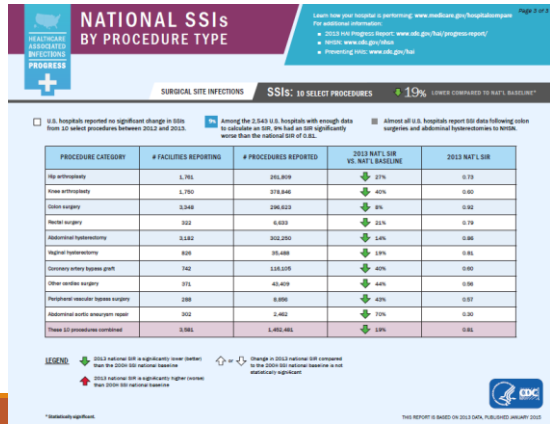 Page 3 of 5
HEALTHCARE
ASSOCIATED
INFECTIONS
PROGRESS
NATIONAL SSIs
BY PROCEDURE TYPE
Learn how your hospital is performing: www.medicare.gov/hospitalcompare
For additional information:
2013 HAI Progress Report: www.cdc.gov/hai/progress-report/
NHSN: www.cdc.gov/nhsn
Preventing HAIs: www.cdc.gov/hai
SURGICAL SITE INFECTIONS
SSIs: 10 SELECT PROCEDURES
19% LOWER COMPARED TO NAT'L BASELINE*
U.S. hospitals reported no significant change in SSIs
from 10 select procedures between 2012 and 2013.
Among the 2,543 U.S. hospitals with enough data
to calculate an SIR, 9% had an SIR significantly
worse than the national SIR of 0.81.
Almost all U.S. hospitals report SSI data following colon
surgeries and abdominal hysterectomies to NHSN.
PROCEDURE CATEGORY # FACILITIES REPORTING # PROCEDURES REPORTED 2013 NAT'L SIR VS. NAT'L BASELINE 2013 NAT'L SIR
Hip arthroplasty 1,761 261,809 27% 0.73
Knee arthroplasty 1,750 378,946 40% 0.60
Colon surgery 3,348 296,623 8% 0.92
Rectal surgery 322 6,633 21% 0.79
Abdominal hysterectomy 3,182 302,250 14% 0.86
Vaginal hysterectomy 826 35,488 19% 0.81
Coronary artery bypass graft 742 118,105 40% 0.60
Other cardiac surgery 371 40,409 44% 0.56
Peripheral vascular bypass surgery 288 8,956 43% 0.57
Abdominal aortic aneurysm repair 302 2,462 70% 0.30
These 10 procedures combined 3,581 1,452,481 19% 0.81
LEGEND
2013 national SIR is significantly lower (better)
than the 2004 SSI national baseline
2013 national SIR is significantly higher (worse)
than 2004 SSI national baseline
or
Change in 2013 national SIR compared
to the 2004 SSI national baseline is not
statistically significant
CDC
* Statistically significant.
THIS REPORT IS BASED ON 2013 DATA, PUBLISHED JANUARY 2015